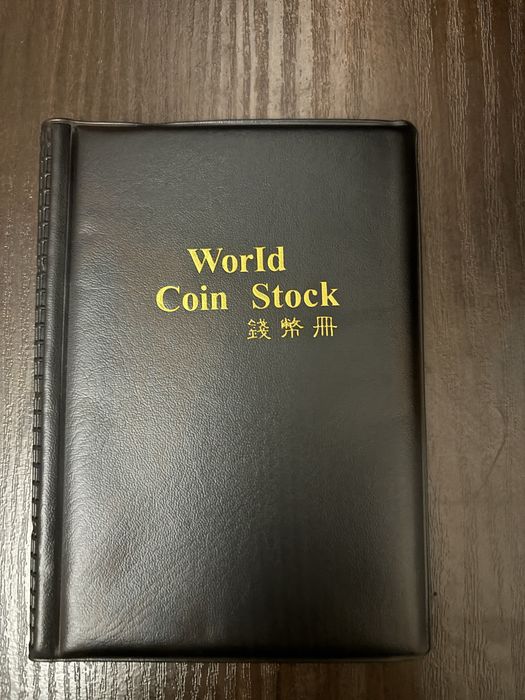 World
Coin Stock
錢幣冊